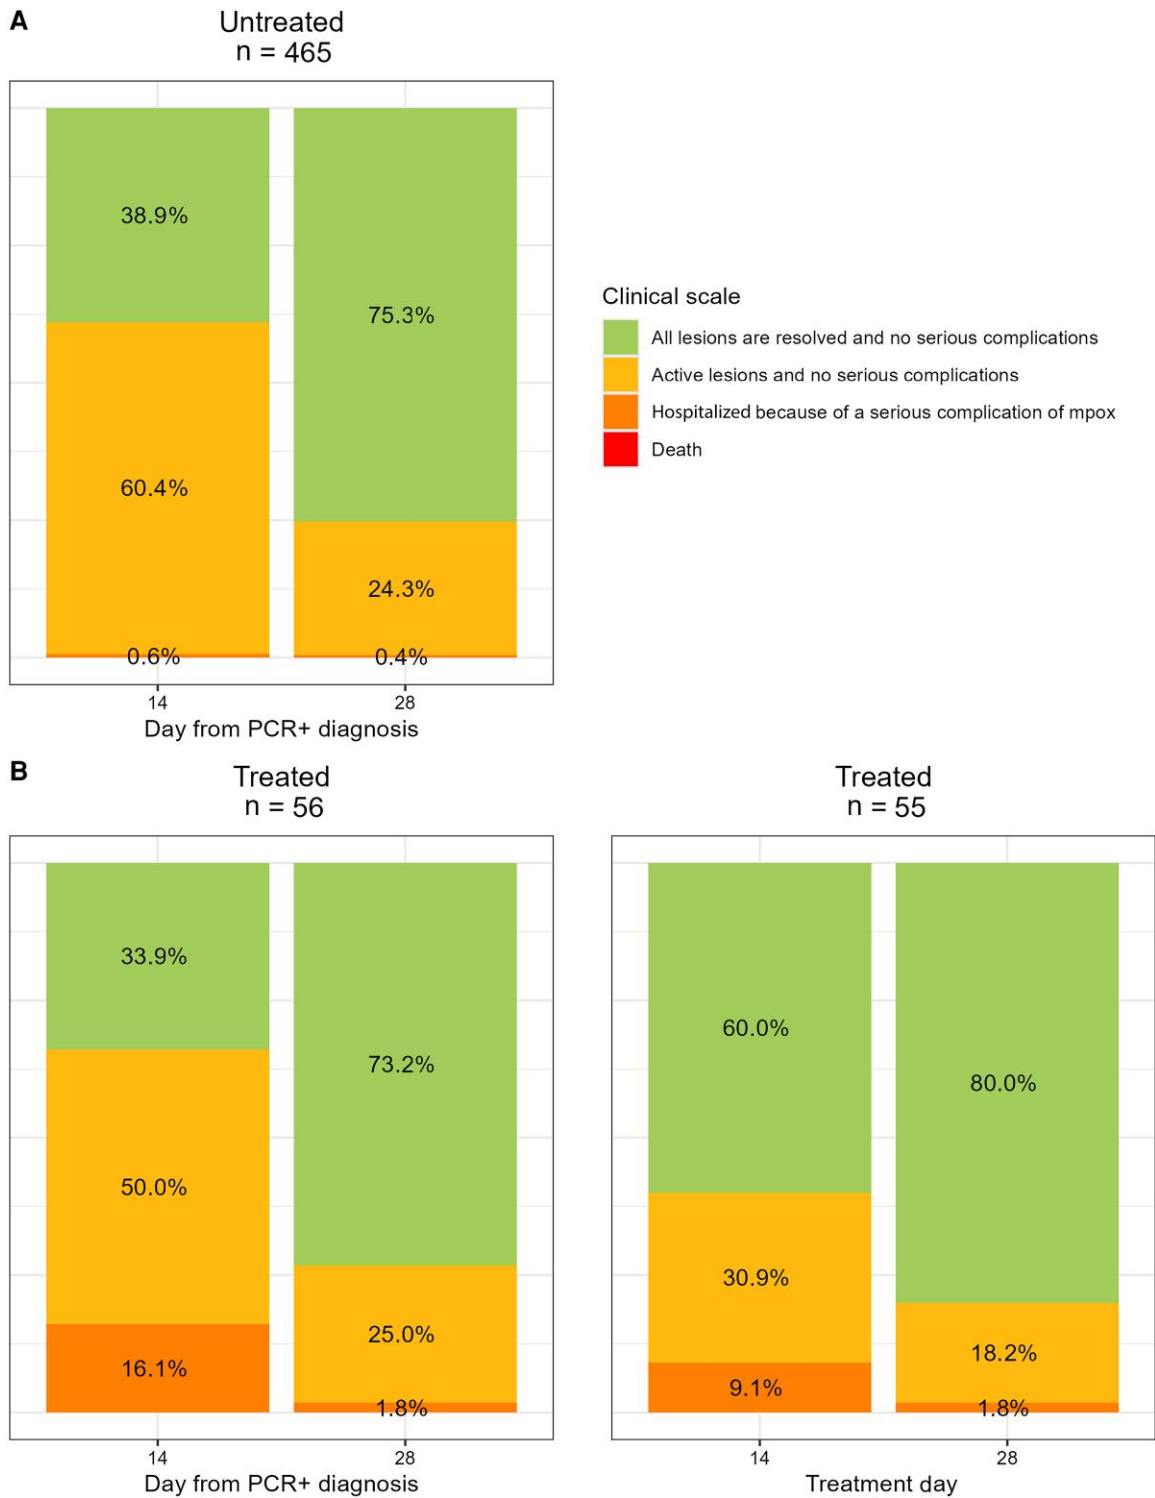 A
Untreated
n = 465
38.9%
75.3%
60.4%
24.3%
0.6%
0.4%
14
28
Day from PCR+ diagnosis
Clinical scale
All lesions are resolved and no serious complications
Active lesions and no serious complications
Hospitalized because of a serious complication of mpox
Death
B
Treated
n = 56
33.9%
73.2%
50.0%
25.0%
16.1%
1.8%
14
28
Day from PCR+ diagnosis
Treated
n = 55
60.0%
80.0%
30.9%
18.2%
9.1%
1.8%
14
28
Treatment day